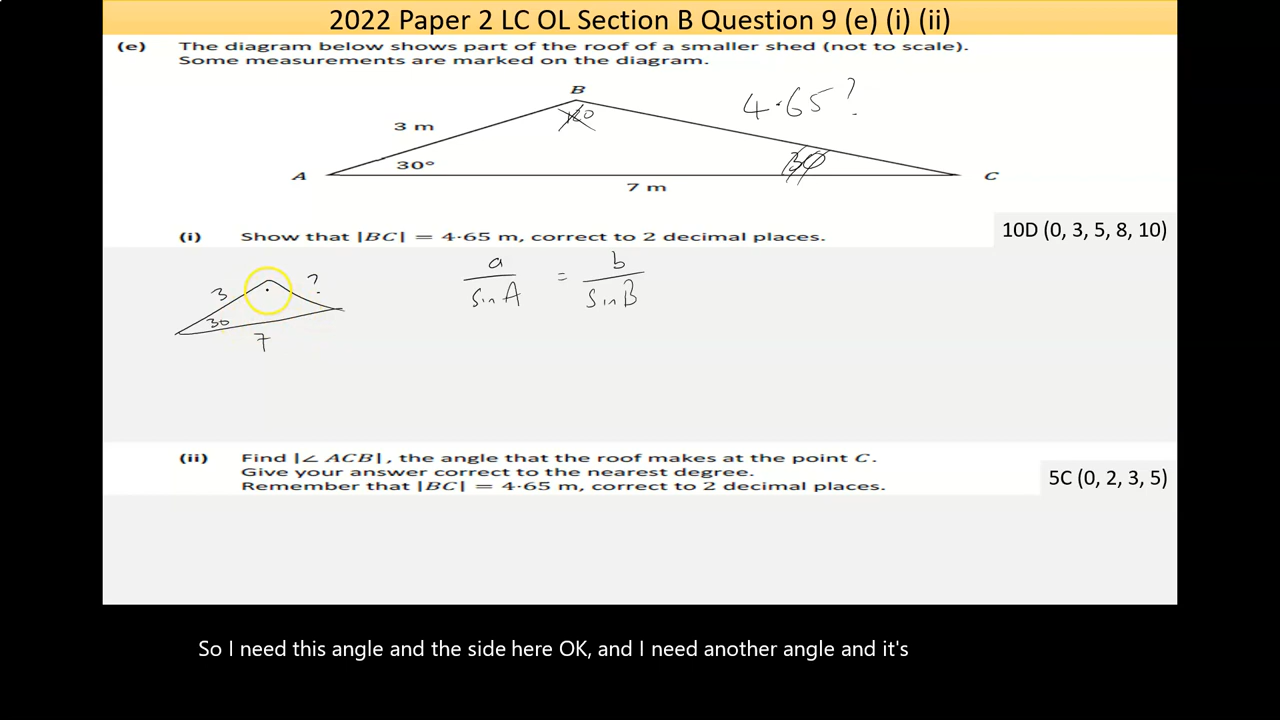 2022 Paper 2 LC OL Section B Question 9 (e) (i) (ii)
(e) The diagram below shows part of the roof of a smaller shed (not to scale).
Some measurements are marked on the diagram.
B
4.65?
3 m
30°
30
A
C
7 m
(i) Show that |BC| = 4·65 m, correct to 2 decimal places.
10D (0, 3, 5, 8, 10)
a = b
sin A sin B
3 ?
30
7
(ii) Find |∠ ACB|, the angle that the roof makes at the point C.
Give your answer correct to the nearest degree.
Remember that |BC| = 4·65 m, correct to 2 decimal places.
5C (0, 2, 3, 5)
So I need this angle and the side here OK, and I need another angle and it's